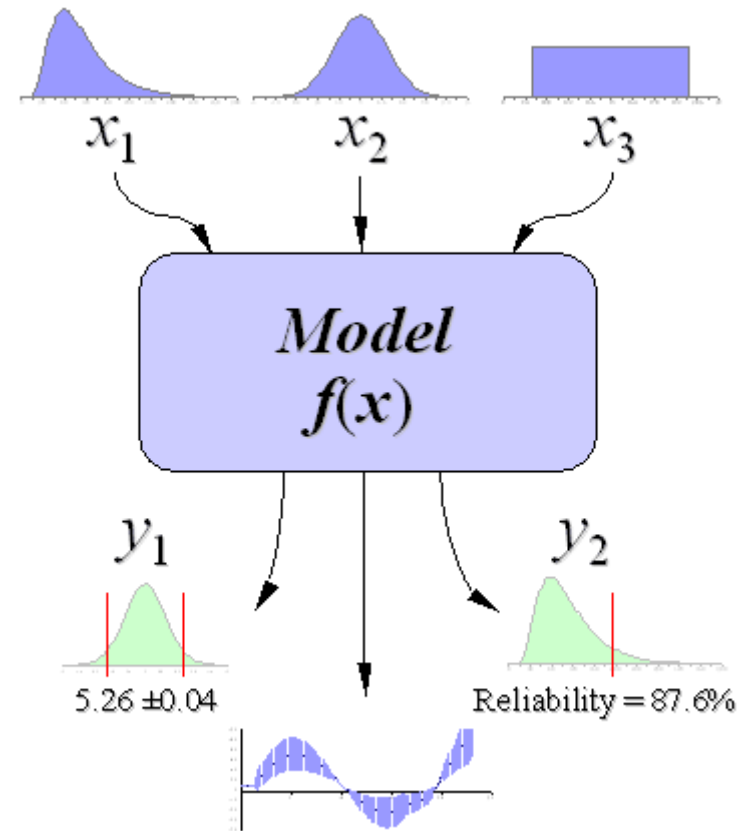 x1
x2
x3
Model
f(x)
y1
y2
5.26 ±0.04
Reliability = 87.6%